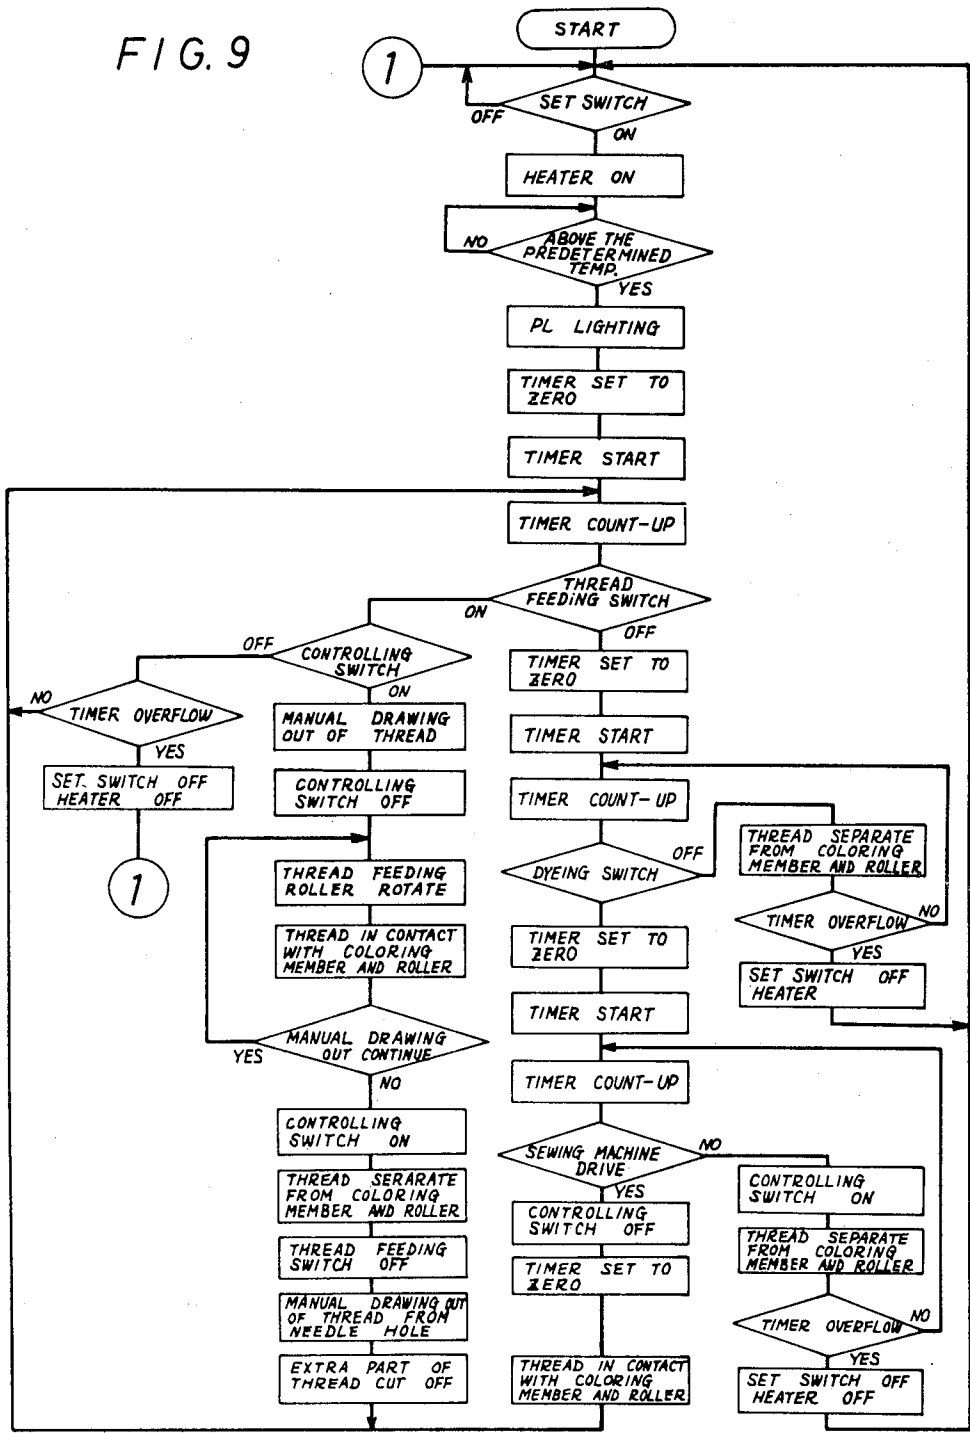 FIG. 9
START
1
SET SWITCH
OFF
ON
HEATER ON
ABOVE THE
PREDETERMINED
TEMP.
NO
YES
PL LIGHTING
TIMER SET TO
ZERO
TIMER START
TIMER COUNT-UP
THREAD
FEEDING SWITCH
ON
OFF
CONTROLLING
SWITCH
OFF
ON
TIMER OVERFLOW
NO
YES
SET. SWITCH OFF
HEATER OFF
1
MANUAL DRAWING
OUT OF THREAD
CONTROLLING
SWITCH OFF
THREAD FEEDING
ROLLER ROTATE
THREAD IN CONTACT
WITH COLORING
MEMBER AND ROLLER
MANUAL DRAWING
OUT CONTINUE
YES
NO
CONTROLLING
SWITCH ON
THREAD SERARATE
FROM COLORING
MEMBER AND ROLLER
THREAD FEEDING
SWITCH OFF
MANUAL DRAWING OUT
OF THREAD FROM
NEEDLE HOLE
EXTRA PART OF
THREAD CUT OFF
TIMER SET TO
ZERO
TIMER START
TIMER COUNT-UP
DYEING SWITCH
OFF
THREAD SEPARATE
FROM COLORING
MEMBER AND ROLLER
TIMER OVERFLOW
NO
YES
SET SWITCH OFF
HEATER
TIMER SET TO
ZERO
TIMER START
TIMER COUNT-UP
SEWING MACHINE
DRIVE
NO
YES
CONTROLLING
SWITCH OFF
TIMER SET TO
ZERO
THREAD IN CONTACT
WITH COLORING
MEMBER AND ROLLER
CONTROLLING
SWITCH ON
THREAD SEPARATE
FROM COLORING
MEMBER AND ROLLER
TIMER OVERFLOW
NO
YES
SET SWITCH OFF
HEATER OFF